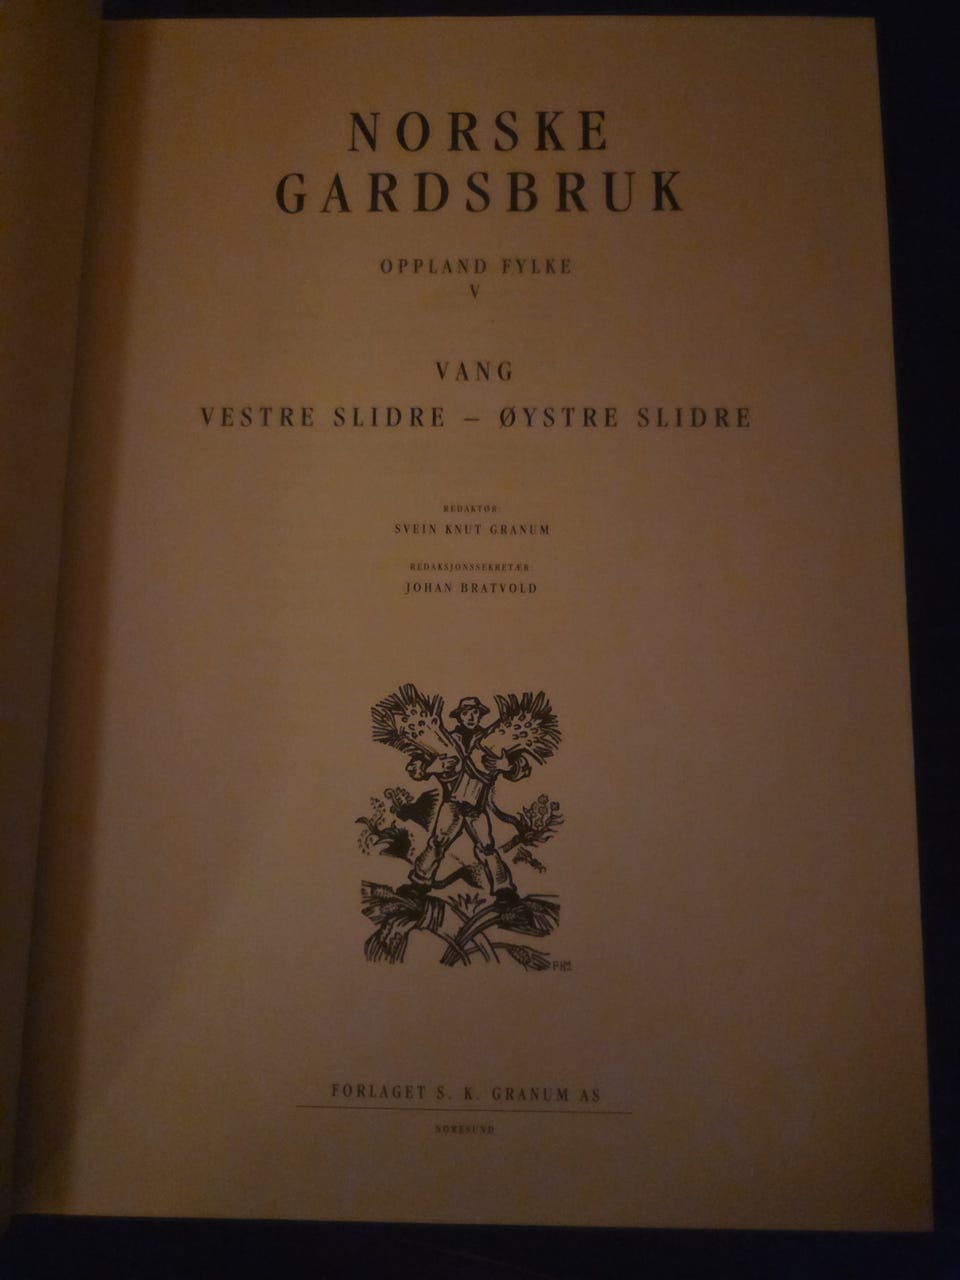 NORSKE
GARDSBRUK
OPPLAND FYLKE
V
VANG
VESTRE SLIDRE – ØYSTRE SLIDRE
REDAKTØR:
SVEIN KNUT GRANUM
REDAKSJONSSEKRETÆR:
JOHAN BRATVOLD
FORLAGET S. K. GRANUM AS
NORESUND